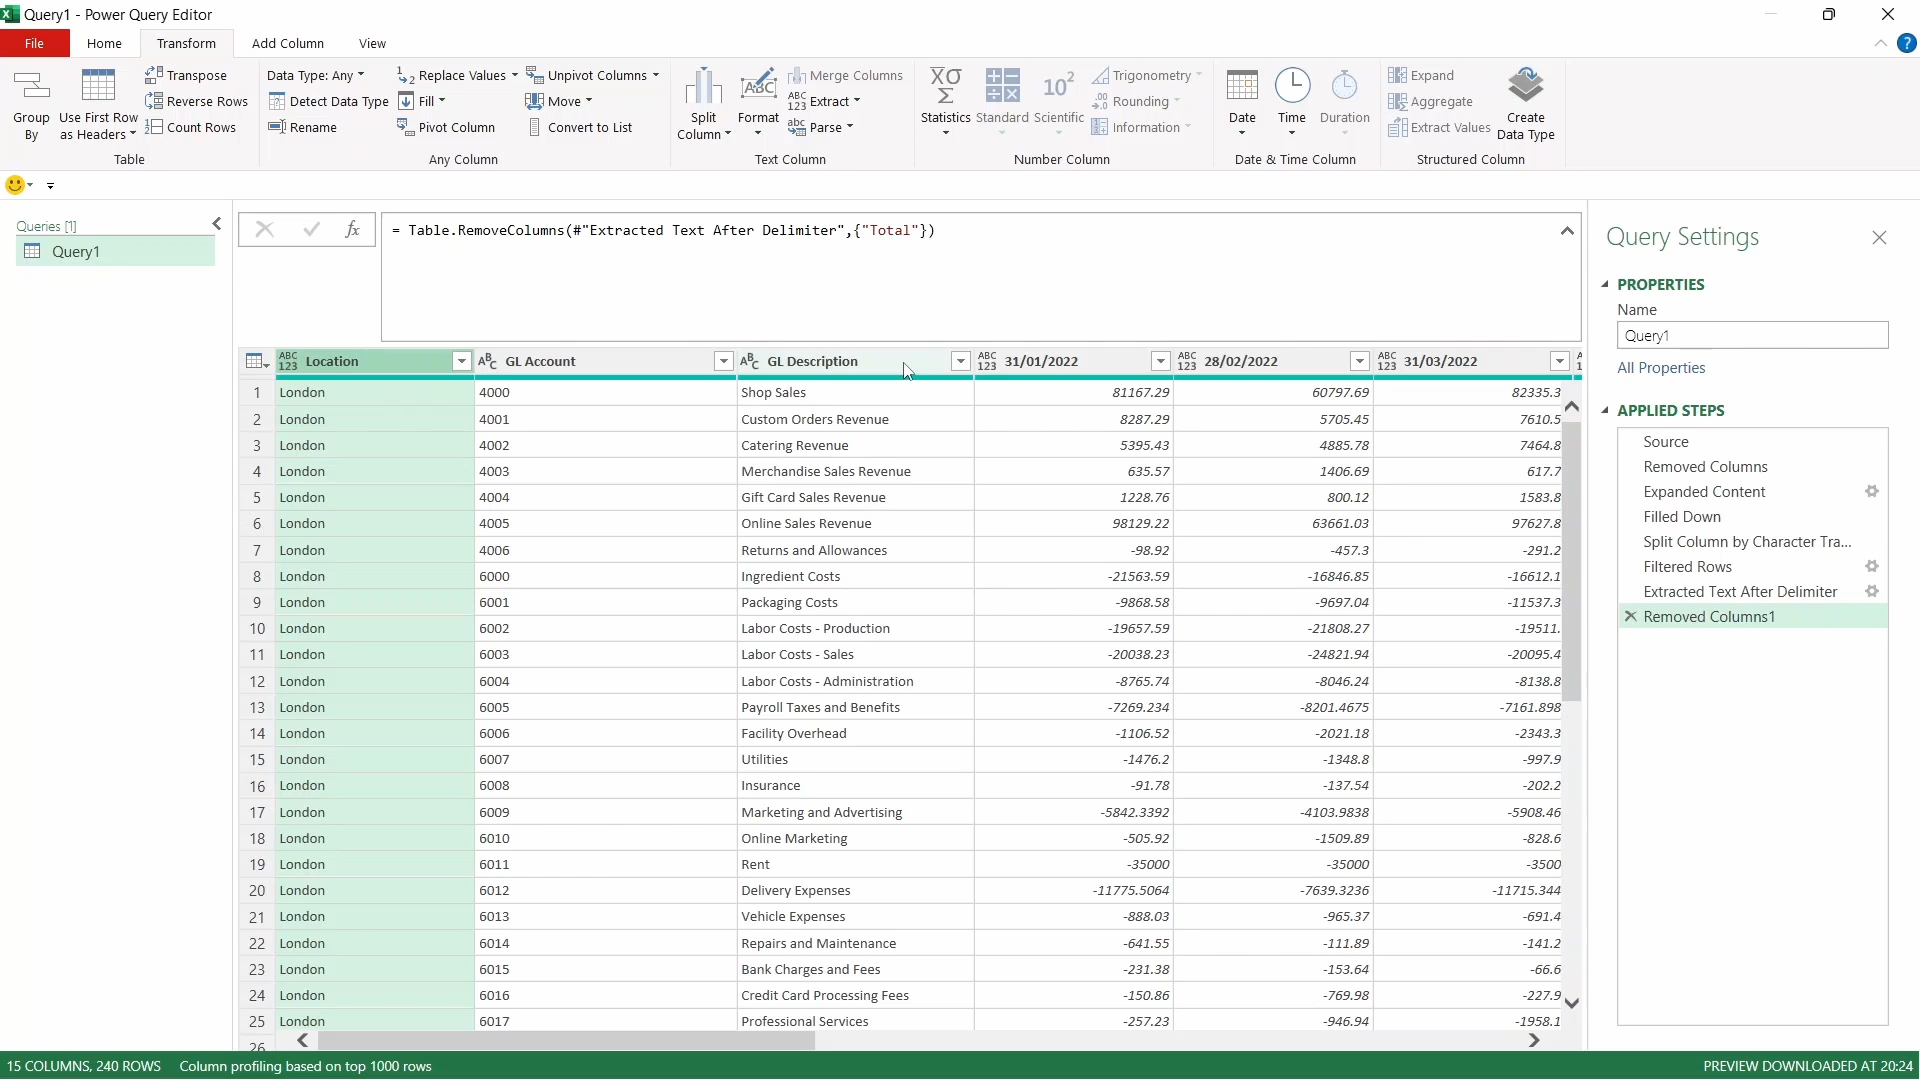 Query1 - Power Query Editor
File Home Transform Add Column View
Group By
Use First Row as Headers
Transpose
Reverse Rows
Count Rows
Table
Data Type: Any
Detect Data Type
Rename
Replace Values
Fill
Pivot Column
Unpivot Columns
Move
Convert to List
Any Column
Split Column
Format
Merge Columns
Extract
Parse
Text Column
Statistics
Standard
Scientific
Trigonometry
Rounding
Information
Number Column
Date
Time
Duration
Date & Time Column
Expand
Aggregate
Extract Values
Create Data Type
Structured Column
Queries [1]
Query1
fx
= Table.RemoveColumns(#"Extracted Text After Delimiter",{"Total"})
Location GL Account GL Description 31/01/2022 28/02/2022 31/03/2022
1 London 4000 Shop Sales 81167.29 60797.69 82335.3
2 London 4001 Custom Orders Revenue 8287.29 5705.45 7610.5
3 London 4002 Catering Revenue 5395.43 4885.78 7464.8
4 London 4003 Merchandise Sales Revenue 635.57 1406.69 617.7
5 London 4004 Gift Card Sales Revenue 1228.76 800.12 1583.8
6 London 4005 Online Sales Revenue 98129.22 63661.03 97627.8
7 London 4006 Returns and Allowances -98.92 -457.3 -291.2
8 London 6000 Ingredient Costs -21563.59 -16846.85 -16612.1
9 London 6001 Packaging Costs -9868.58 -9697.04 -11537.3
10 London 6002 Labor Costs - Production -19657.59 -21808.27 -19511.
11 London 6003 Labor Costs - Sales -20038.23 -24821.94 -20095.4
12 London 6004 Labor Costs - Administration -8765.74 -8046.24 -8138.8
13 London 6005 Payroll Taxes and Benefits -7269.234 -8201.4675 -7161.898
14 London 6006 Facility Overhead -1106.52 -2021.18 -2343.3
15 London 6007 Utilities -1476.2 -1348.8 -997.9
16 London 6008 Insurance -91.78 -137.54 -202.2
17 London 6009 Marketing and Advertising -5842.3392 -4103.9838 -5908.46
18 London 6010 Online Marketing -505.92 -1509.89 -828.6
19 London 6011 Rent -35000 -35000 -3500
20 London 6012 Delivery Expenses -11775.5064 -7639.3236 -11715.344
21 London 6013 Vehicle Expenses -888.03 -965.37 -691.4
22 London 6014 Repairs and Maintenance -641.55 -111.89 -141.2
23 London 6015 Bank Charges and Fees -231.38 -153.64 -66.6
24 London 6016 Credit Card Processing Fees -150.86 -769.98 -227.9
25 London 6017 Professional Services -257.23 -946.94 -1958.1
26
Query Settings
PROPERTIES
Name
Query1
All Properties
APPLIED STEPS
Source
Removed Columns
Expanded Content
Filled Down
Split Column by Character Tra...
Filtered Rows
Extracted Text After Delimiter
Removed Columns1
15 COLUMNS, 240 ROWS Column profiling based on top 1000 rows PREVIEW DOWNLOADED AT 20:24